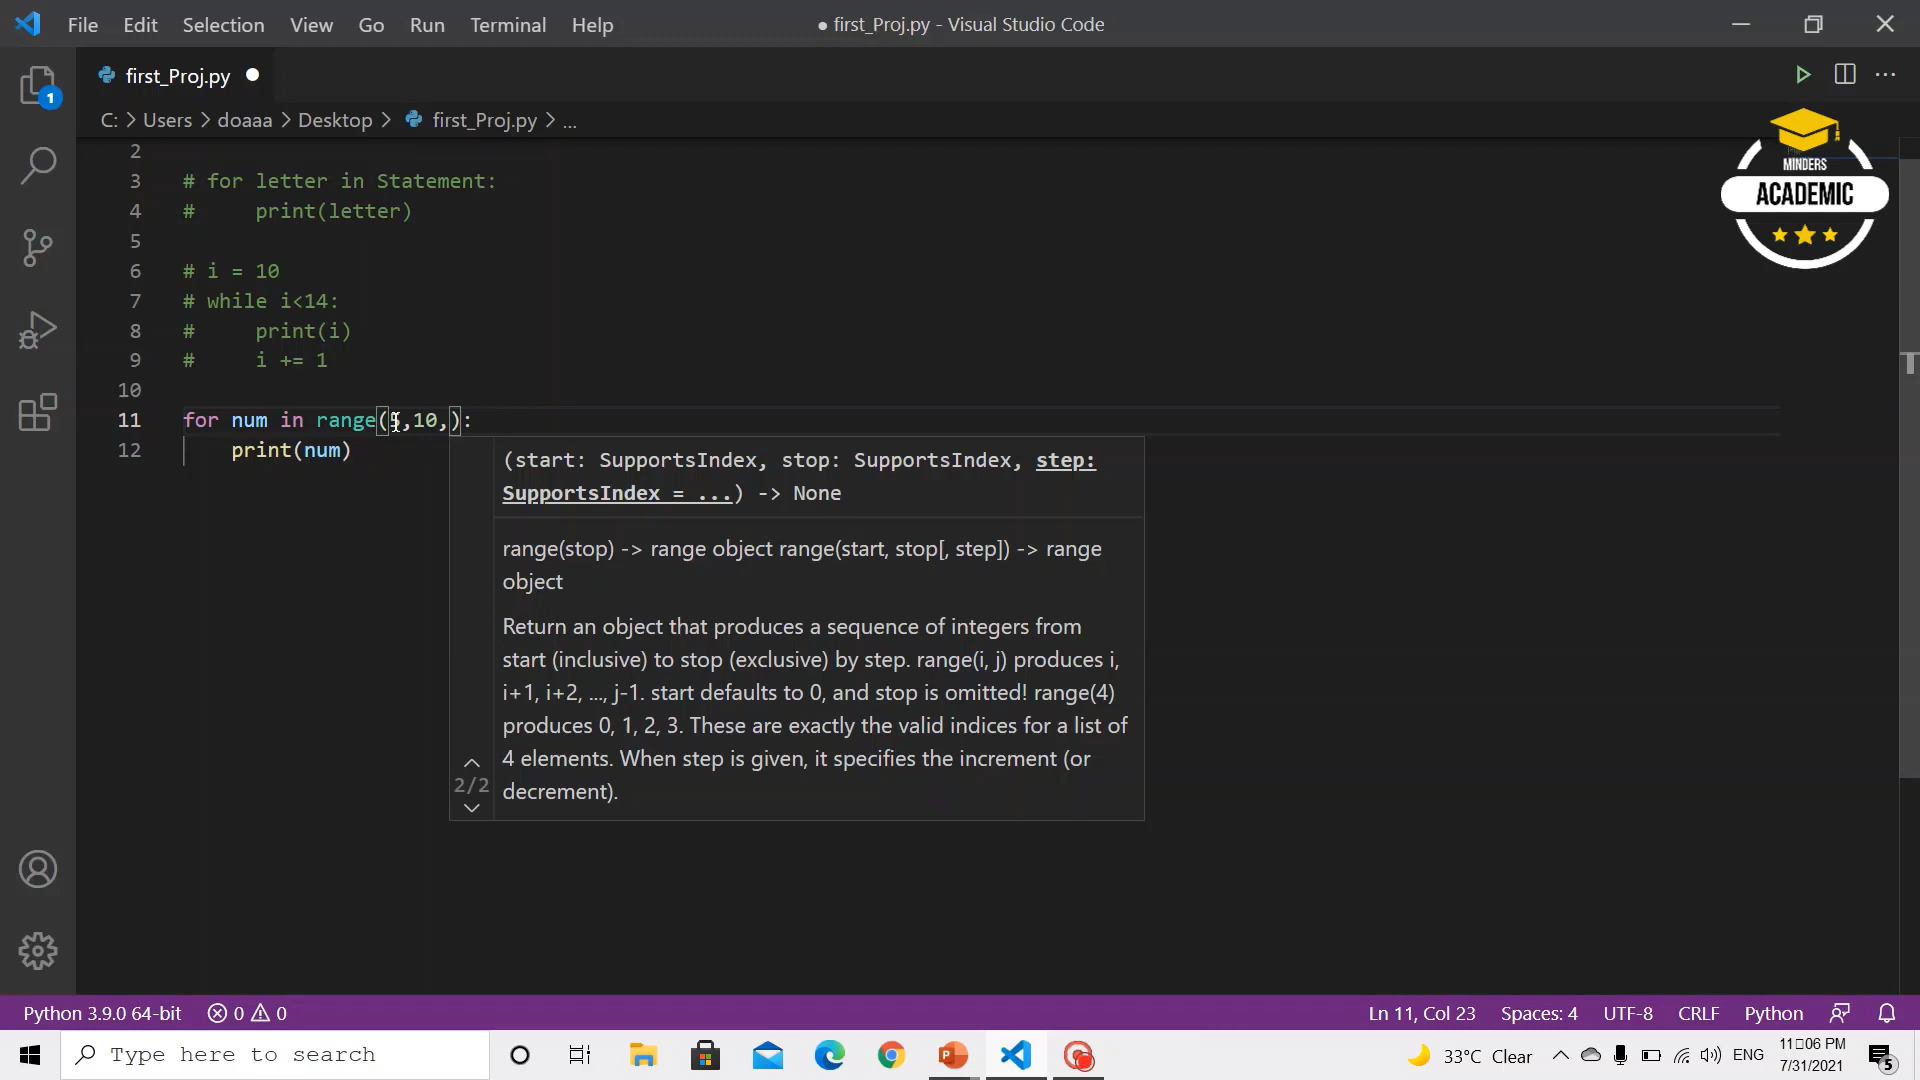 File Edit Selection View Go Run Terminal Help
● first_Proj.py - Visual Studio Code
first_Proj.py
C: > Users > doaaa > Desktop > first_Proj.py > ...
MINDERS
ACADEMIC
1
2
3 # for letter in Statement:
4 #     print(letter)
5
6 # i = 10
7 # while i<14:
8 #     print(i)
9 #     i += 1
10
11 for num in range(5,10,):
12     print(num)
(start: SupportsIndex, stop: SupportsIndex, step:
SupportsIndex = ...) -> None
range(stop) -> range object range(start, stop[, step]) -> range
object
Return an object that produces a sequence of integers from
start (inclusive) to stop (exclusive) by step. range(i, j) produces i,
i+1, i+2, ..., j-1. start defaults to 0, and stop is omitted! range(4)
produces 0, 1, 2, 3. These are exactly the valid indices for a list of
4 elements. When step is given, it specifies the increment (or
decrement).
2/2
Python 3.9.0 64-bit 0 0
Ln 11, Col 23 Spaces: 4 UTF-8 CRLF Python
Type here to search
33°C Clear
ENG
11:06 PM
7/31/2021
5